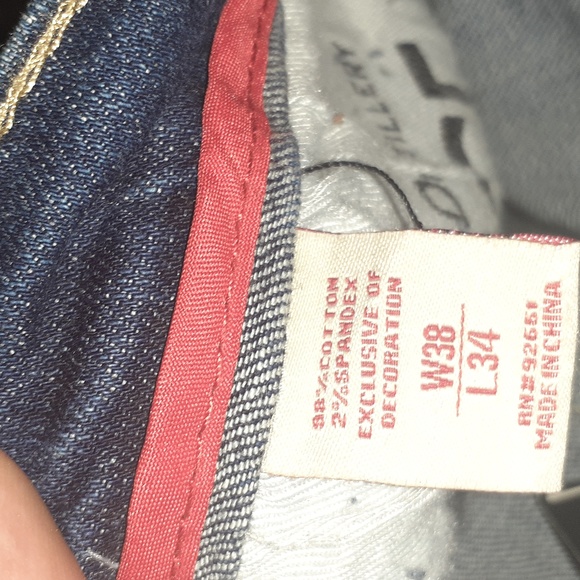 98%COTTON
2%SPANDEX
EXCLUSIVE OF
DECORATION
W38
L34
RN#92651
MADE IN CHINA